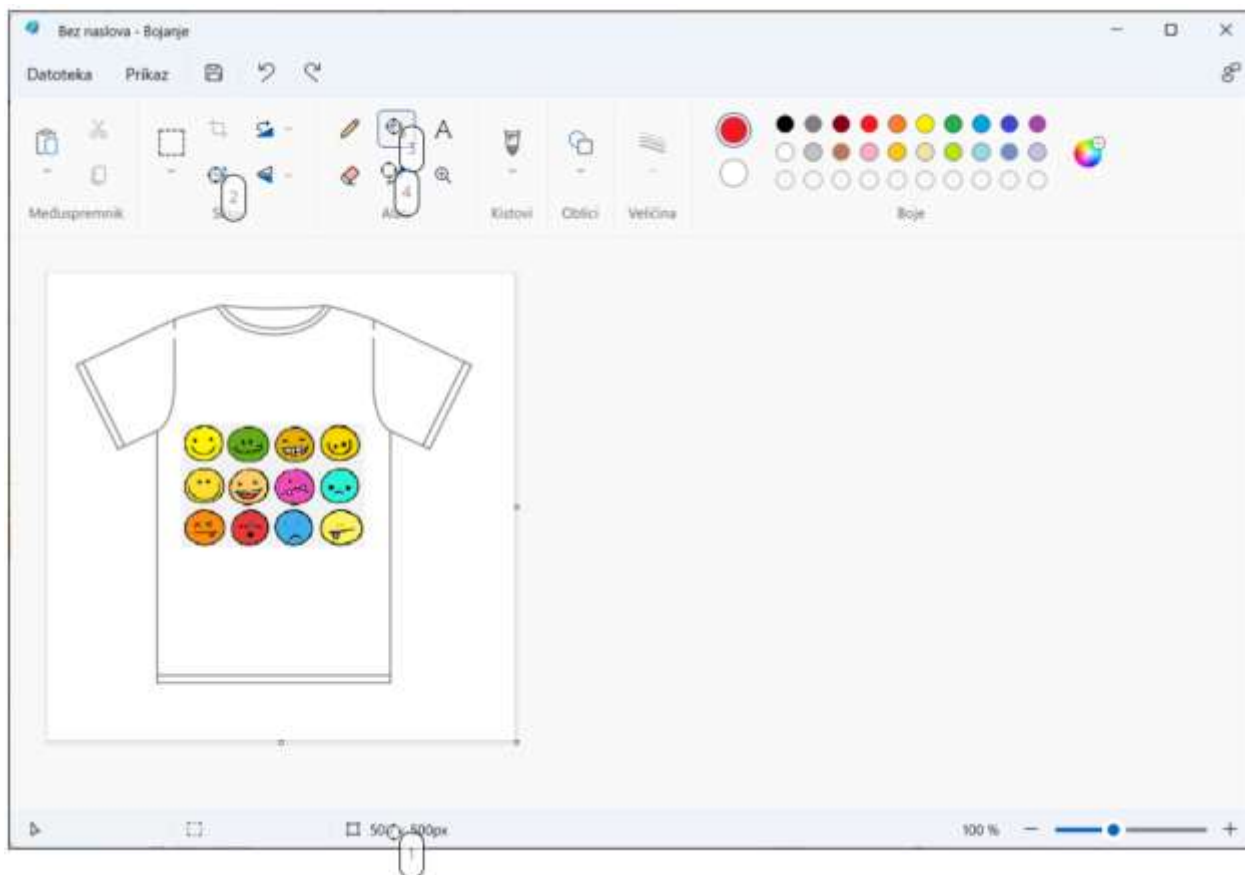 Bez naslova - Bojanje
Datoteka Prikaz
A
3
2
4
Međuspremnik Kistovi Oblici Veličina Boje
100 %
1